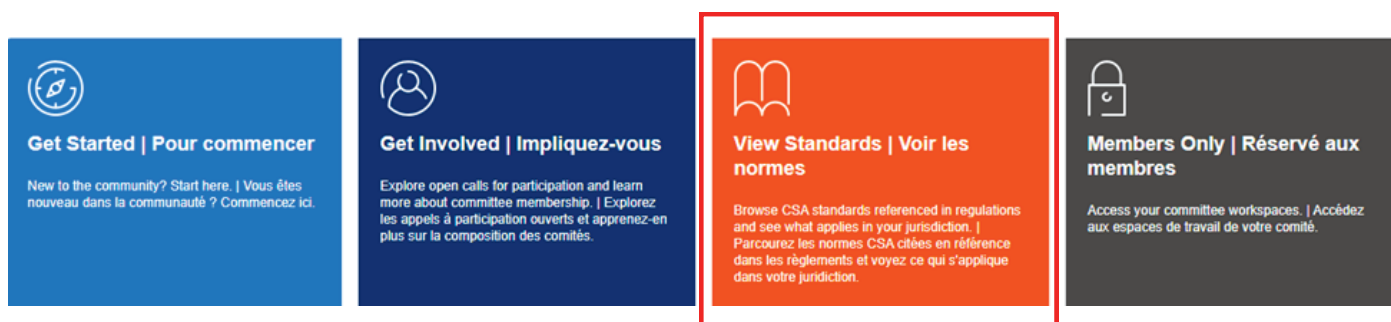 Get Started | Pour commencer
New to the community? Start here. | Vous êtes
nouveau dans la communauté ? Commencez ici.
Get Involved | Impliquez-vous
Explore open calls for participation and learn
more about committee membership. | Explorez
les appels à participation ouverts et apprenez-en
plus sur la composition des comités.
View Standards | Voir les
normes
Browse CSA standards referenced in regulations
and see what applies in your jurisdiction. |
Parcourez les normes CSA citées en référence
dans les règlements et voyez ce qui s'applique
dans votre juridiction.
Members Only | Réservé aux
membres
Access your committee workspaces. | Accédez
aux espaces de travail de votre comité.